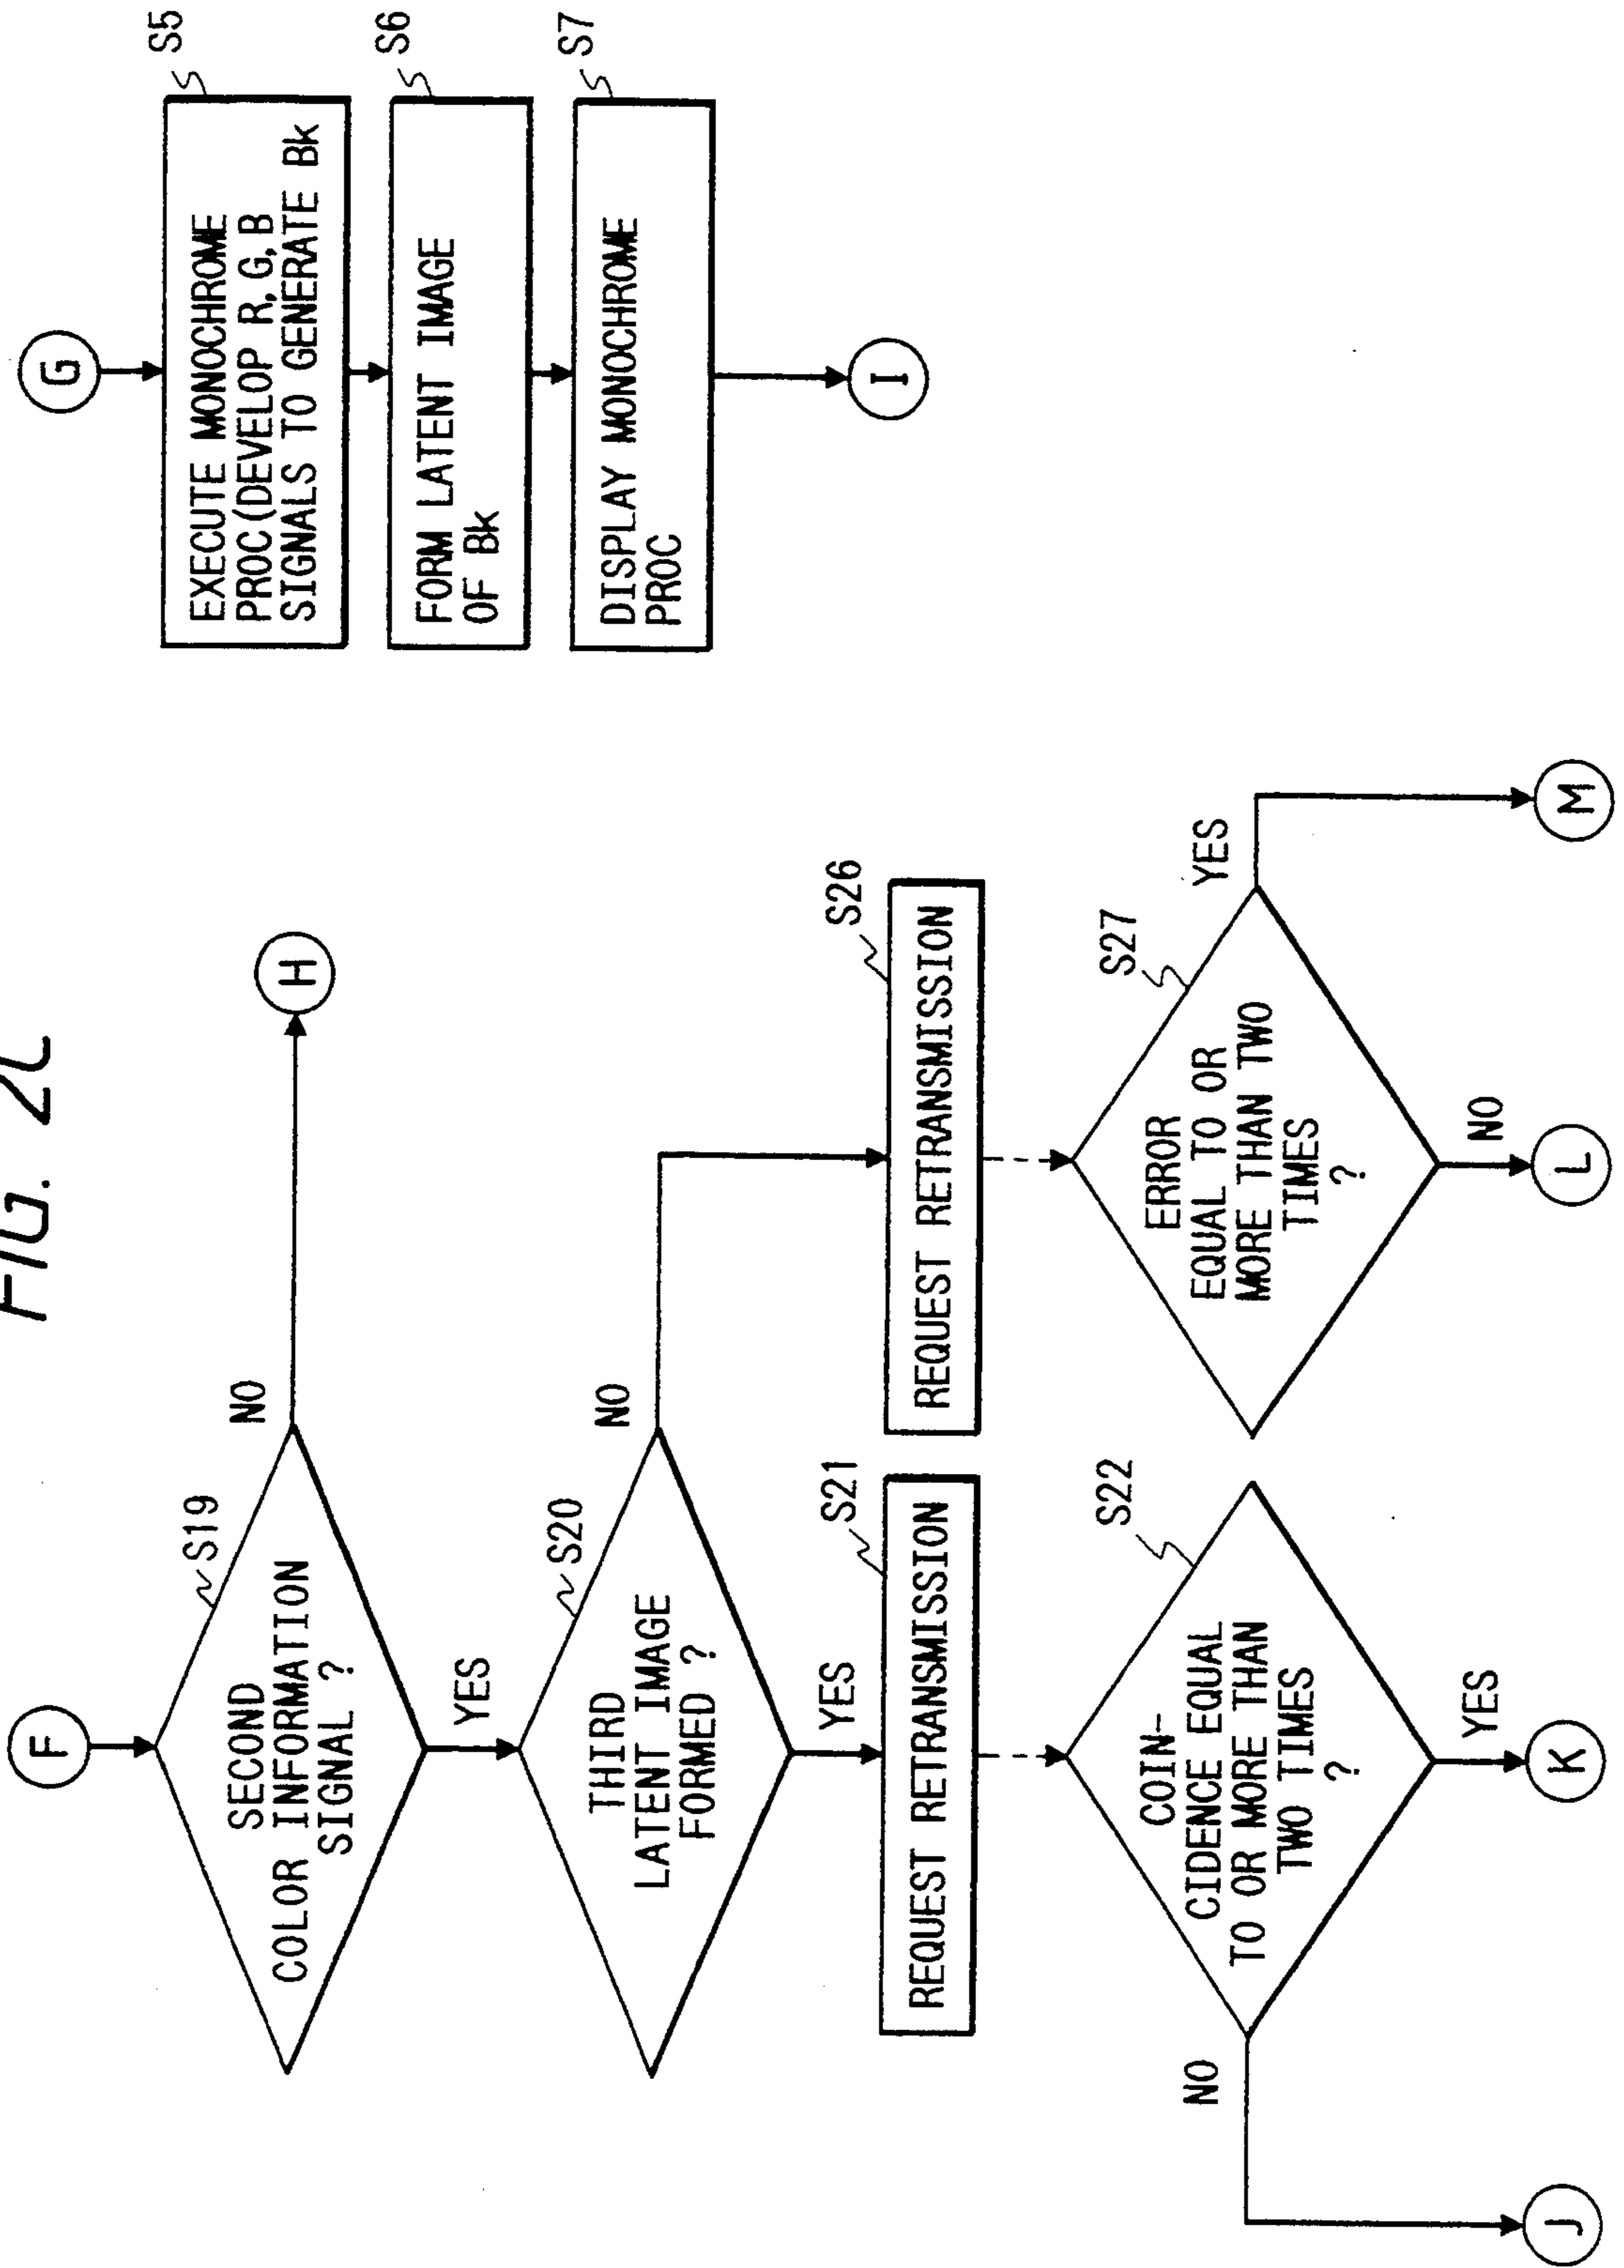 FIG. 2C
F
SECOND
COLOR INFORMATION
SIGNAL ?
S19
NO
H
YES
THIRD
LATENT IMAGE
FORMED ?
S20
NO
YES
REQUEST RETRANSMISSION
S21
REQUEST RETRANSMISSION
S26
COIN-
CIDENCE EQUAL
TO OR MORE THAN
TWO TIMES
?
S22
NO
YES
J
K
ERROR
EQUAL TO OR
MORE THAN TWO
TIMES
?
S27
YES
NO
L
M
G
EXECUTE MONOCHROME
PROC(DEVELOP R, G, B
SIGNALS TO GENERATE Bk
S5
FORM LATENT IMAGE
OF Bk
S6
DISPLAY MONOCHROME
PROC
S7
I